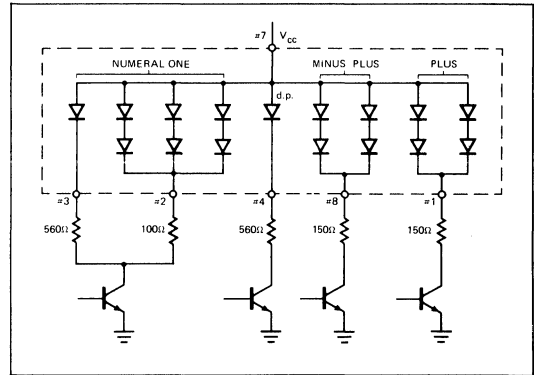 #7 Vcc
NUMERAL ONE
MINUS PLUS
PLUS
d.p.
#3
#2
#4
#8
#1
560Ω
100Ω
560Ω
150Ω
150Ω